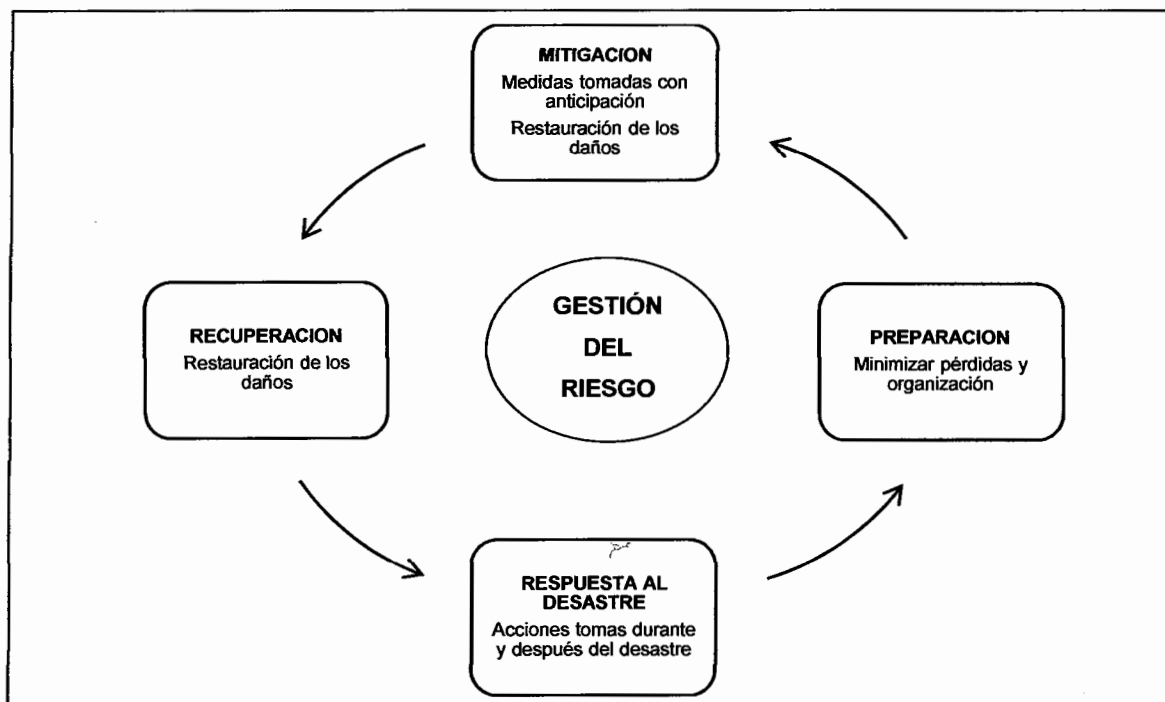 MITIGACION
Medidas tomadas con
anticipación
Restauración de los
daños
RECUPERACION
Restauración de los
daños
GESTIÓN
DEL
RIESGO
PREPARACION
Minimizar pérdidas y
organización
RESPUESTA AL
DESASTRE
Acciones tomas durante
y después del desastre